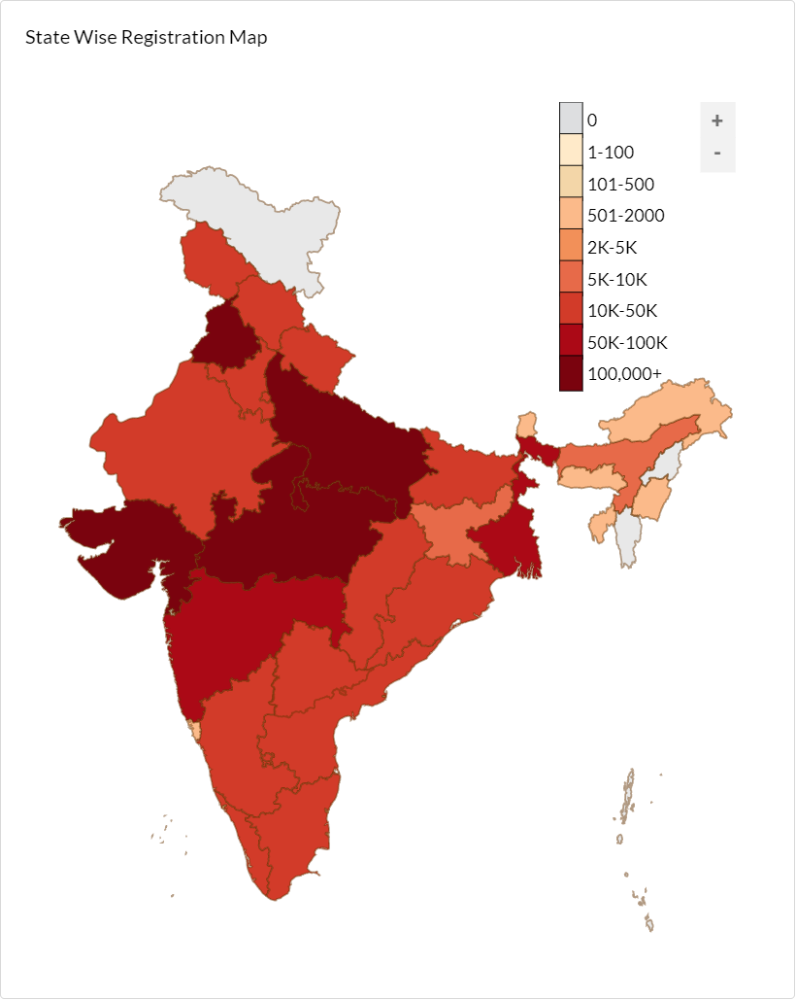 State Wise Registration Map
0
1-100
101-500
501-2000
2K-5K
5K-10K
10K-50K
50K-100K
100,000+
+
-